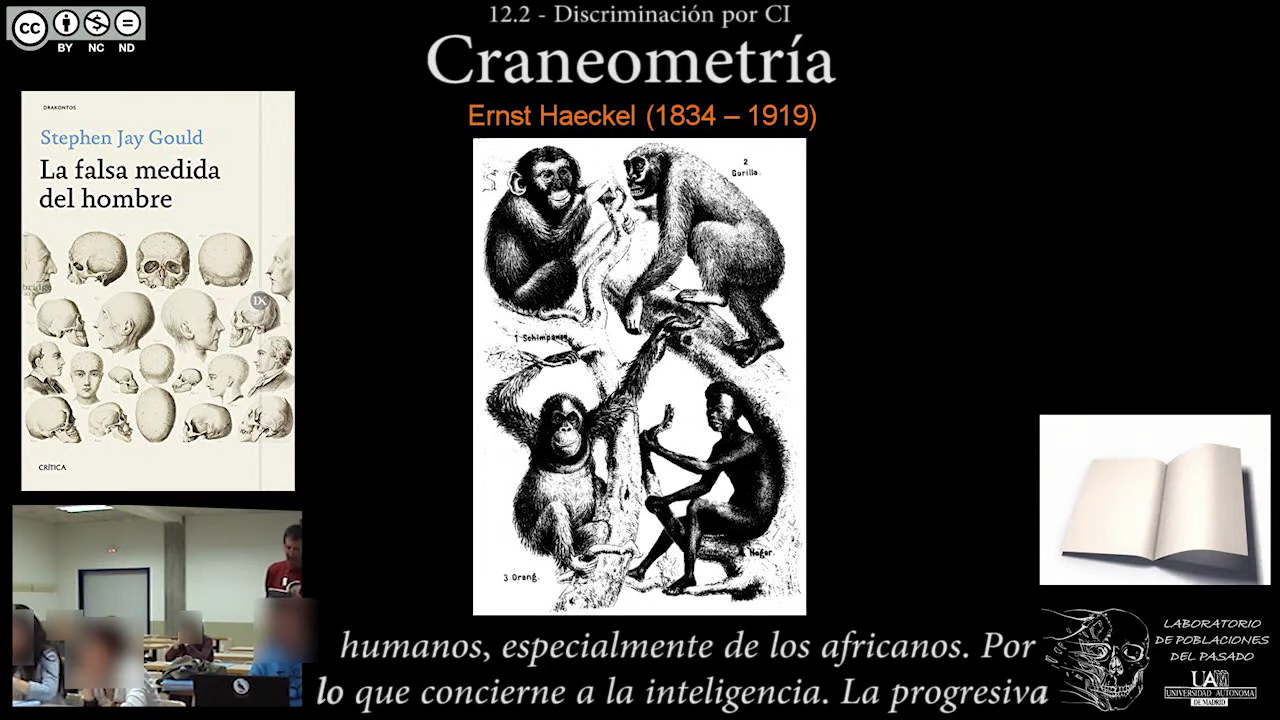 cc
BY NC ND
12.2 - Discriminación por CI
Craneometría
Ernst Haeckel (1834 – 1919)
DRAKONTOS
Stephen Jay Gould
La falsa medida
del hombre
CRÍTICA
2
Gorilla.
1 Schimpanse
3 Orang.
humanos, especialmente de los africanos. Por
lo que concierne a la inteligencia. La progresiva
LABORATORIO
DE POBLACIONES
DEL PASADO
UAM
UNIVERSIDAD AUTONOMA
DE MADRID